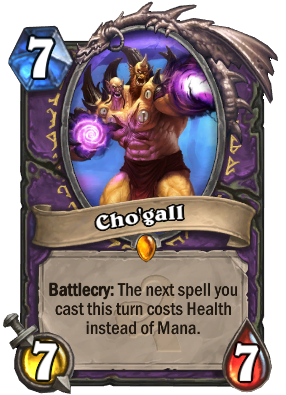 7
Cho'gall
Battlecry: The next spell you
cast this turn costs Health
instead of Mana.
7
7